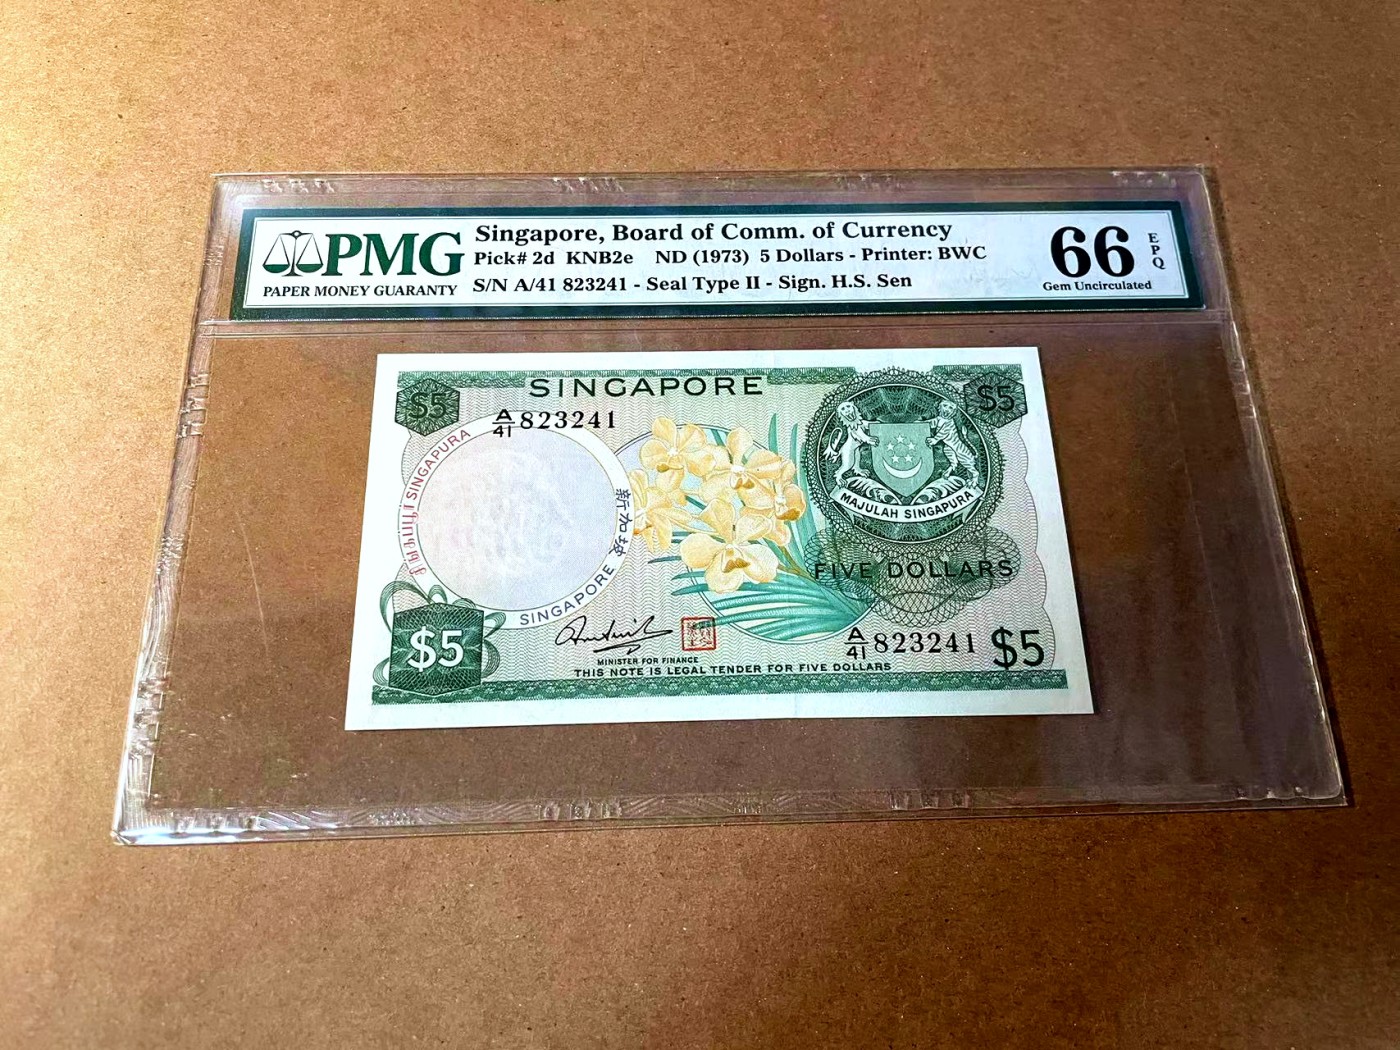 PMG
PAPER MONEY GUARANTY
Singapore, Board of Comm. of Currency
Pick# 2d KNB2e ND (1973) 5 Dollars - Printer: BWC
S/N A/41 823241 - Seal Type II - Sign. H.S. Sen
66
EPQ
Gem Uncirculated
SINGAPORE
$5
$5
A/41 823241
SINGAPURA
新加坡
SINGAPORE
MAJULAH SINGAPURA
FIVE DOLLARS
$5
MINISTER FOR FINANCE
THIS NOTE IS LEGAL TENDER FOR FIVE DOLLARS
A/41 823241 $5